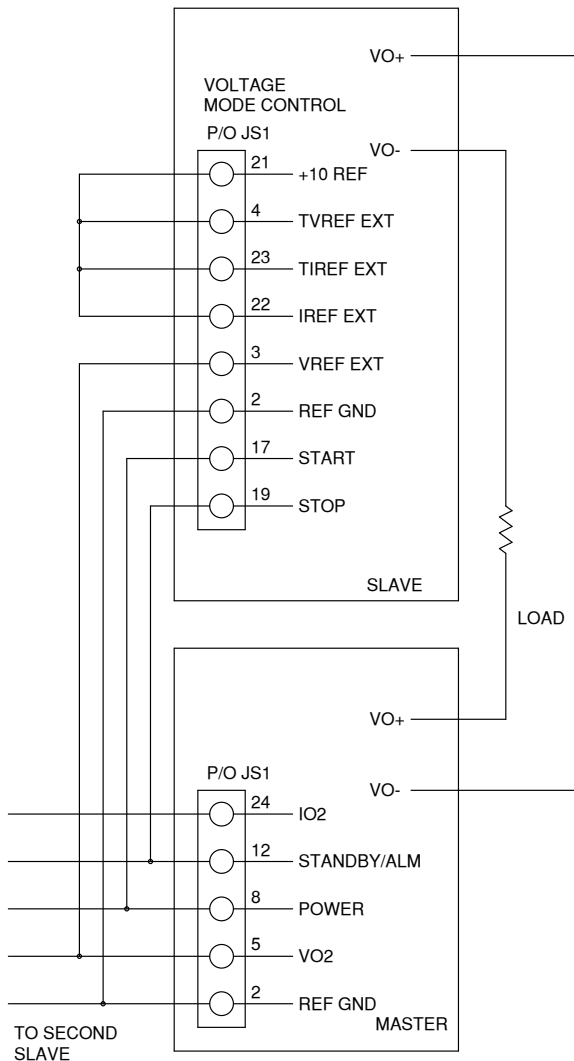 VO+
VOLTAGE
MODE CONTROL
P/O JS1
VO-
21 +10 REF
4 TVREF EXT
23 TIREF EXT
22 IREF EXT
3 VREF EXT
2 REF GND
17 START
19 STOP
SLAVE
LOAD
VO+
P/O JS1
VO-
24 IO2
12 STANDBY/ALM
8 POWER
5 VO2
2 REF GND
MASTER
TO SECOND
SLAVE